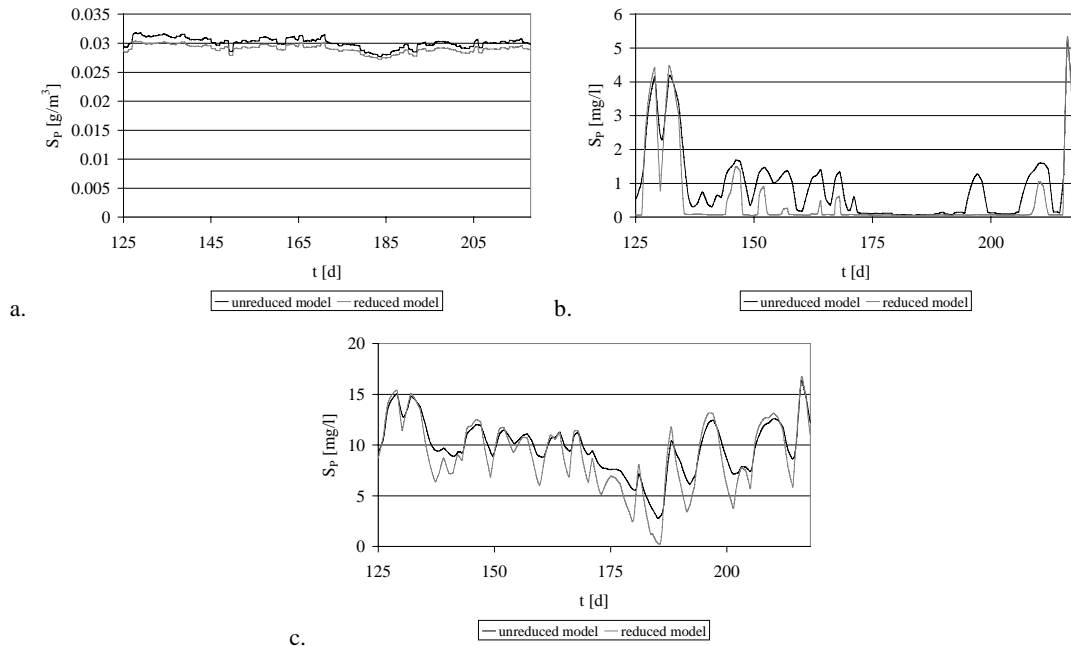 0.035
0.03
0.025
0.02
0.015
0.01
0.005
0
S_P [g/m³]
125 145 165 185 205
t [d]
unreduced model reduced model
a.
6
5
4
3
2
1
0
S_P [mg/l]
125 150 175 200
t [d]
unreduced model reduced model
b.
20
15
10
5
0
S_P [mg/l]
125 150 175 200
t [d]
unreduced model reduced model
c.